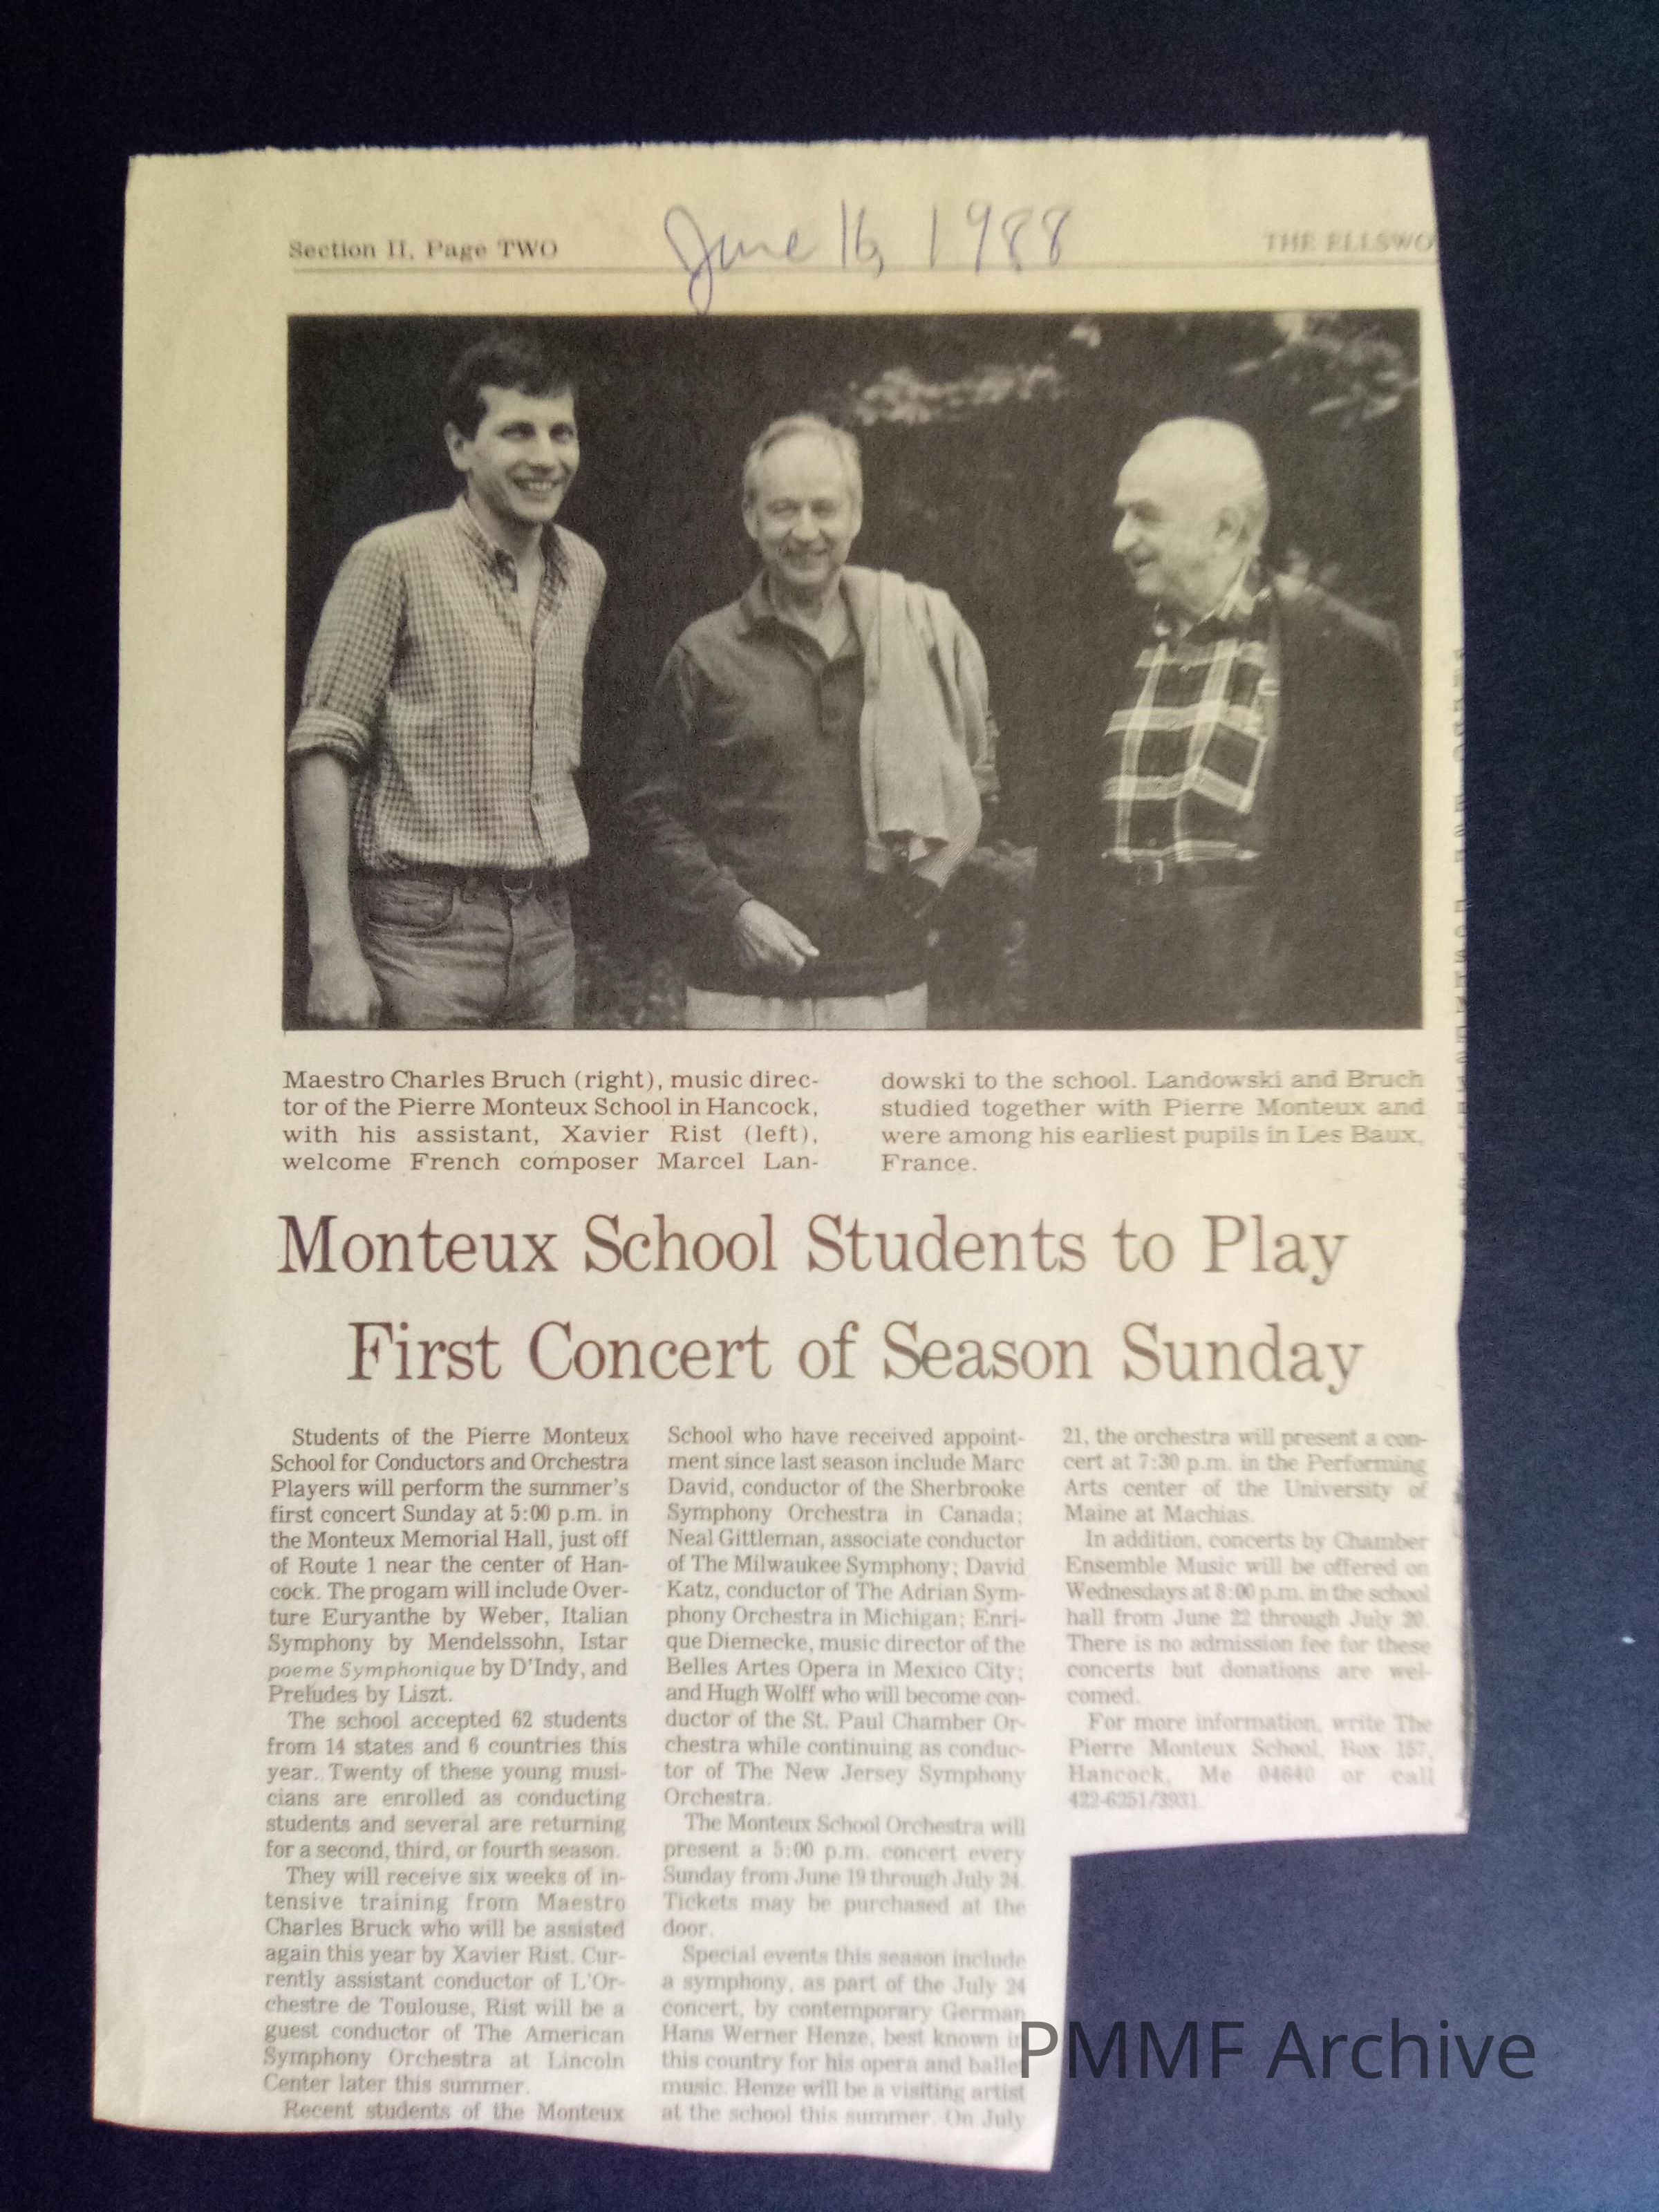 Section II, Page TWO
June 16, 1988
THE ELLSWO
Maestro Charles Bruch (right), music direc-
tor of the Pierre Monteux School in Hancock,
with his assistant, Xavier Rist (left),
welcome French composer Marcel Lan-
dowski to the school. Landowski and Bruch
studied together with Pierre Monteux and
were among his earliest pupils in Les Baux,
France.
Monteux School Students to Play
First Concert of Season Sunday
Students of the Pierre Monteux
School for Conductors and Orchestra
Players will perform the summer's
first concert Sunday at 5:00 p.m. in
the Monteux Memorial Hall, just off
of Route 1 near the center of Han-
cock. The progam will include Over-
ture Euryanthe by Weber, Italian
Symphony by Mendelssohn, Istar
poeme Symphonique by D'Indy, and
Preludes by Liszt.
The school accepted 62 students
from 14 states and 6 countries this
year. Twenty of these young musi-
cians are enrolled as conducting
students and several are returning
for a second, third, or fourth season.
They will receive six weeks of in-
tensive training from Maestro
Charles Bruck who will be assisted
again this year by Xavier Rist. Cur-
rently assistant conductor of L'Or-
chestre de Toulouse, Rist will be a
guest conductor of The American
Symphony Orchestra at Lincoln
Center later this summer.
Recent students of the Monteux
School who have received appoint-
ment since last season include Marc
David, conductor of the Sherbrooke
Symphony Orchestra in Canada;
Neal Gittleman, associate conductor
of The Milwaukee Symphony; David
Katz, conductor of The Adrian Sym-
phony Orchestra in Michigan; Enri-
que Diemecke, music director of the
Belles Artes Opera in Mexico City;
and Hugh Wolff who will become con-
ductor of the St. Paul Chamber Or-
chestra while continuing as conduc-
tor of The New Jersey Symphony
Orchestra.
The Monteux School Orchestra will
present a 5:00 p.m. concert every
Sunday from June 19 through July 24.
Tickets may be purchased at the
door.
Special events this season include
a symphony, as part of the July 24
concert, by contemporary German
Hans Werner Henze, best known in
this country for his opera and ballet
music. Henze will be a visiting artist
at the school this summer. On July
21, the orchestra will present a con-
cert at 7:30 p.m. in the Performing
Arts center of the University of
Maine at Machias.
In addition, concerts by Chamber
Ensemble Music will be offered on
Wednesdays at 8:00 p.m. in the school
hall from June 22 through July 20.
There is no admission fee for these
concerts but donations are wel-
comed.
For more information, write The
Pierre Monteux School, Box 157,
Hancock, Me 04640 or call
422-6251/3931.
PMMF Archive